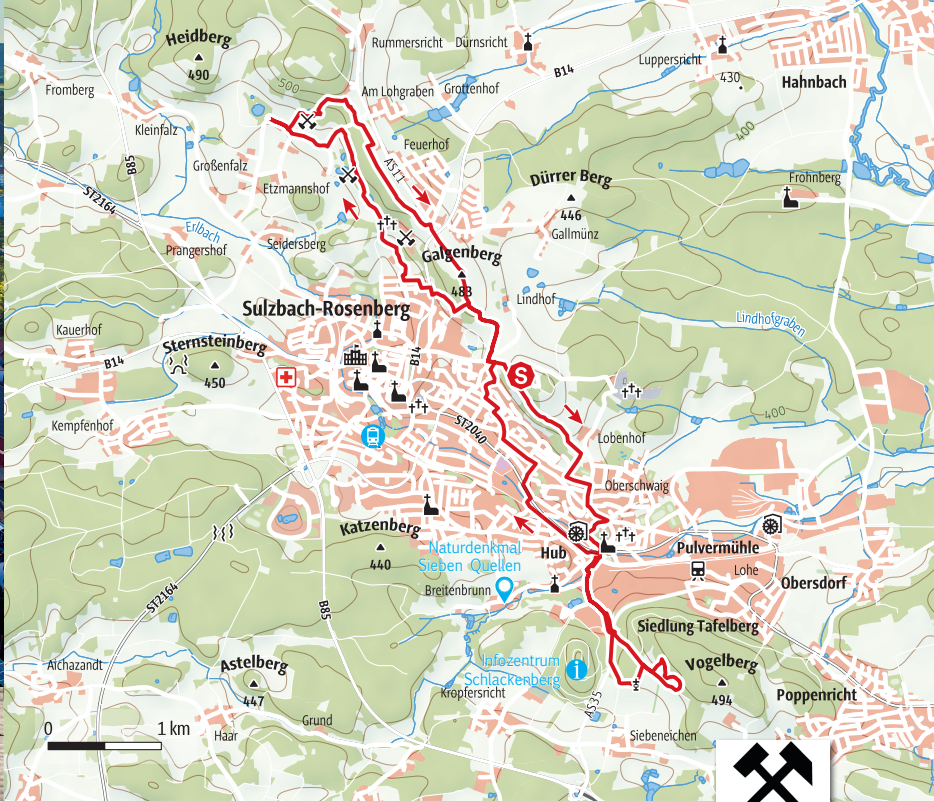 Heidberg
490
Fromberg
Rummersricht
Dürnsricht
Luppersricht
430
Hahnbach
B14
500
Am Lohgraben
Grottenhof
400
Kleinfalz
B85
Feuerhof
Großenfalz
AS11
Etzmannshof
Dürrer Berg
446
Frohnberg
ST2164
Erlbach
Prangershof
Seidersberg
Gallmünz
Galgenberg
483
Lindhof
Sulzbach-Rosenberg
Lindhofgraben
Kauerhof
Sternsteinberg
B14
450
B14
S
400
Kempfenhof
ST2040
Lobenhof
Oberschwaig
Katzenberg
440
Naturdenkmal
Sieben Quellen
Hub
Pulvermühle
Lohe
Obersdorf
Breitenbrunn
ST2164
B85
Siedlung Tafelberg
Aichazandt
Astelberg
447
Infozentrum
Schlackenberg
i
Vogelberg
494
Kropfersricht
AS35
Poppenricht
0
1 km
Haar
Grund
Siebeneichen